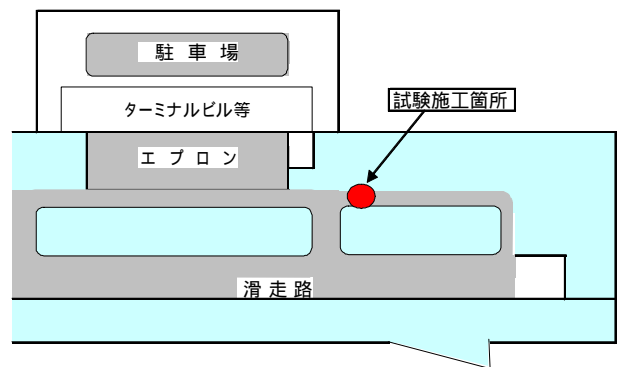 駐車場
ターミナルビル等
試験施工箇所
エプロン
滑走路